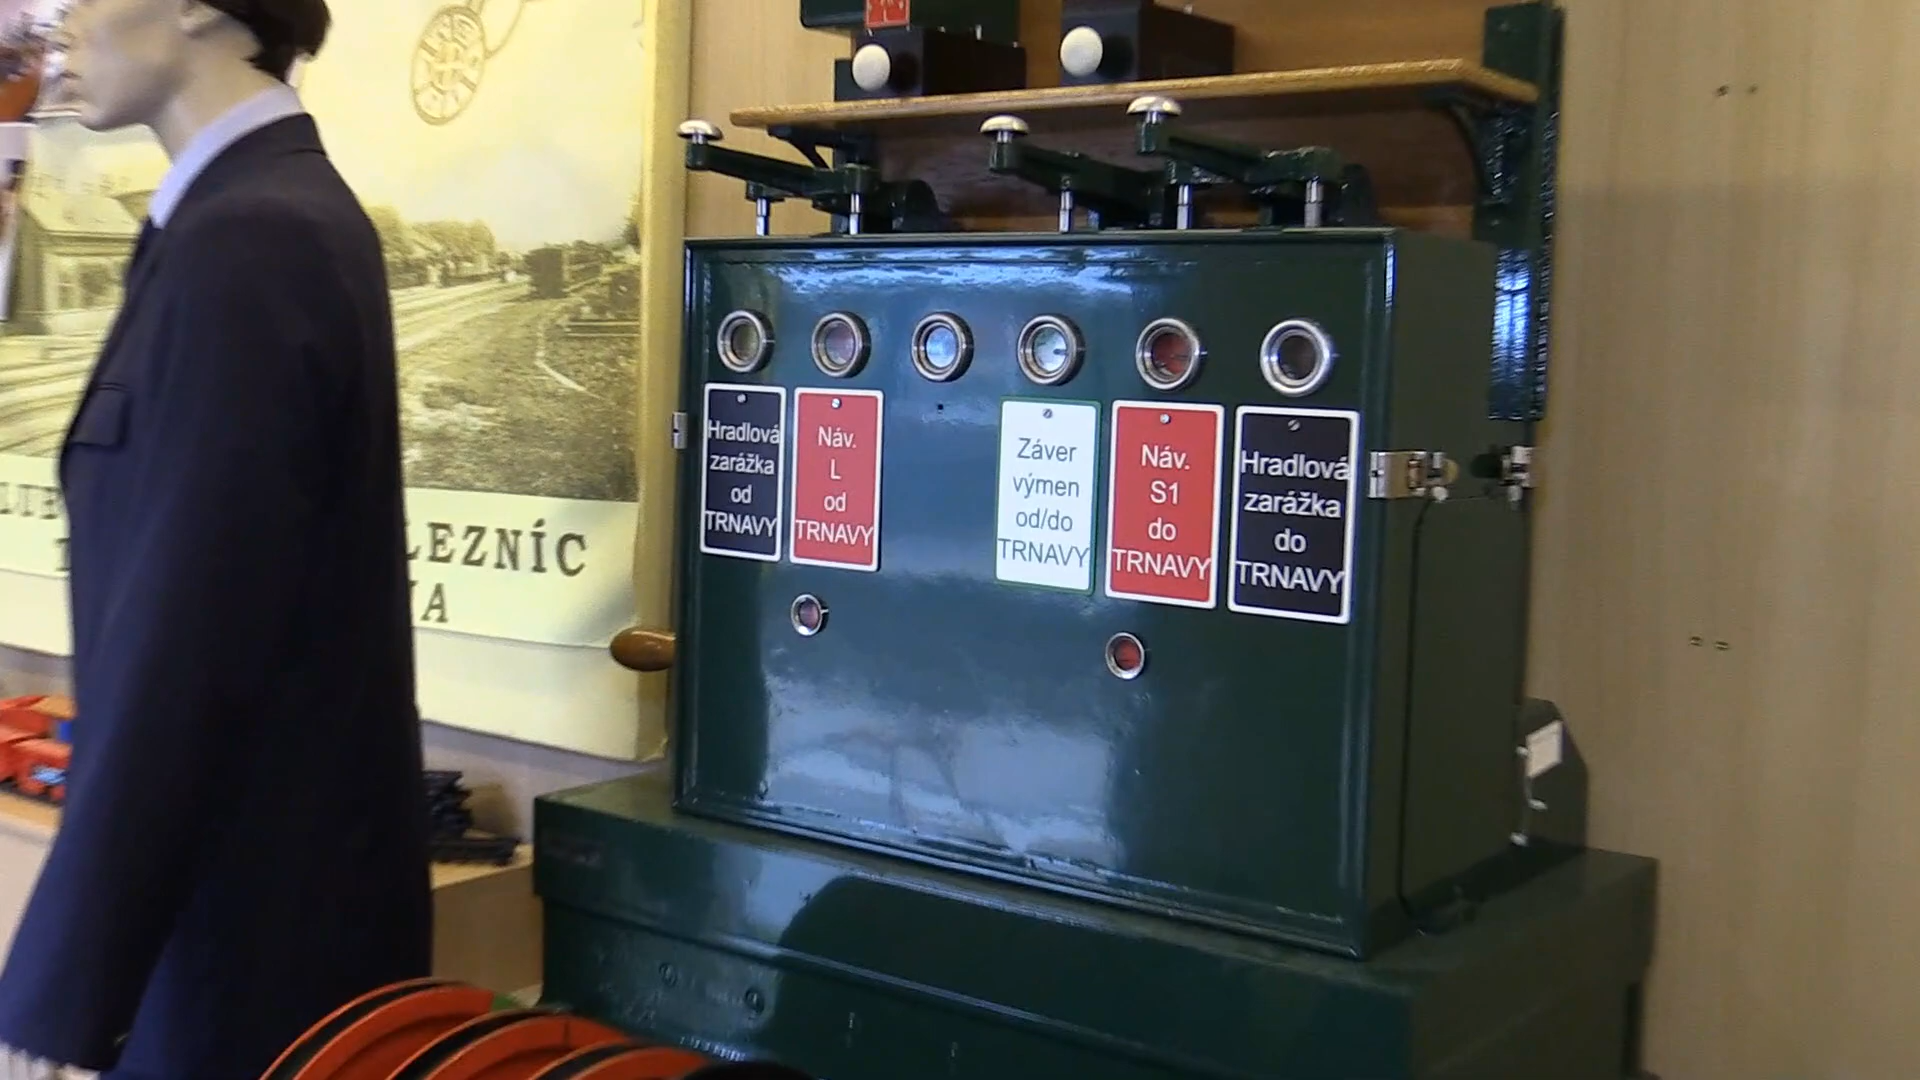 Hradlová
zarážka
od
TRNAVY
Náv.
L
od
TRNAVY
Záver
výmen
od/do
TRNAVY
Náv.
S1
do
TRNAVY
Hradlová
zarážka
do
TRNAVY